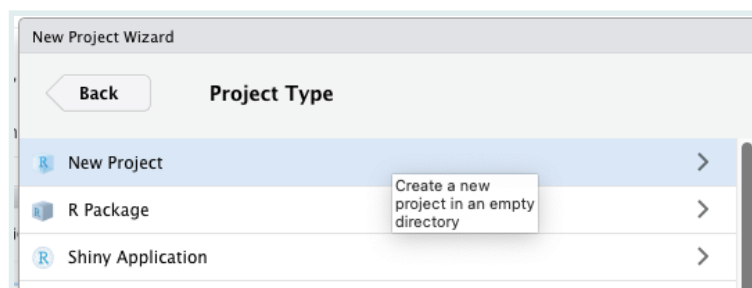 New Project Wizard
Back
Project Type
New Project
Create a new
project in an empty
directory
R Package
Shiny Application